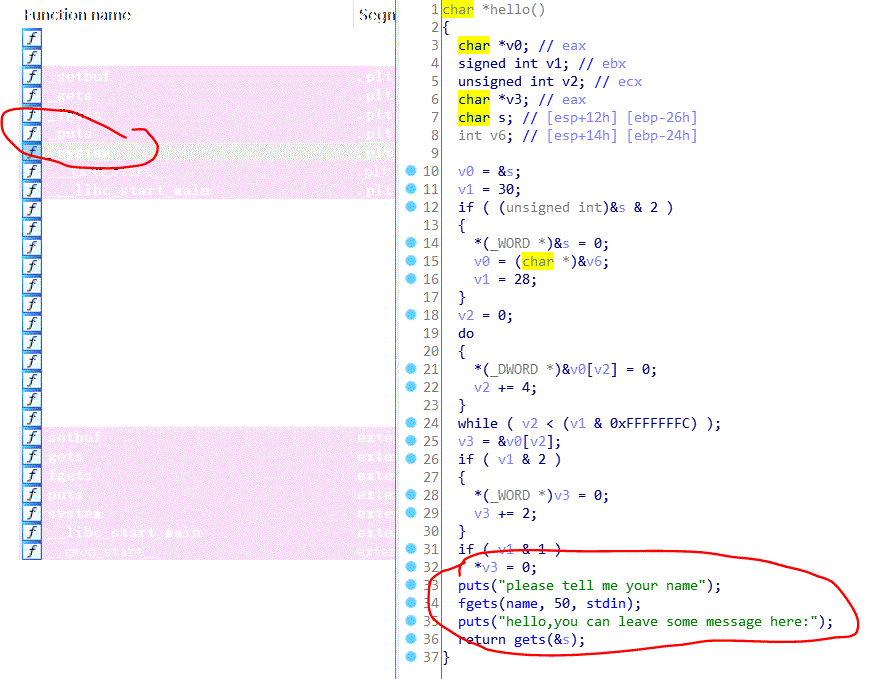 Function name Segn
f
f
f _setbuf .plt
f _gets .plt
f _fgets .plt
f _puts .plt
f _system .plt
f .plt
f ___libc_start_main .plt
f
f
f
f
f
f
f
f
f
f
f
f
f setbuf exte
f gets exte
f fgets exte
f puts exte
f system exte
f __libc_start_main exte
f __gmon_start__ exte
1 char *hello()
2 {
3 char *v0; // eax
4 signed int v1; // ebx
5 unsigned int v2; // ecx
6 char *v3; // eax
7 char s; // [esp+12h] [ebp-26h]
8 int v6; // [esp+14h] [ebp-24h]
9
10 v0 = &s;
11 v1 = 30;
12 if ( (unsigned int)&s & 2 )
13 {
14 *(_WORD *)&s = 0;
15 v0 = (char *)&v6;
16 v1 = 28;
17 }
18 v2 = 0;
19 do
20 {
21 *(_DWORD *)&v0[v2] = 0;
22 v2 += 4;
23 }
24 while ( v2 < (v1 & 0xFFFFFFFC) );
25 v3 = &v0[v2];
26 if ( v1 & 2 )
27 {
28 *(_WORD *)v3 = 0;
29 v3 += 2;
30 }
31 if ( v1 & 1 )
32 *v3 = 0;
33 puts("please tell me your name");
34 fgets(name, 50, stdin);
35 puts("hello,you can leave some message here:");
36 return gets(&s);
37 }